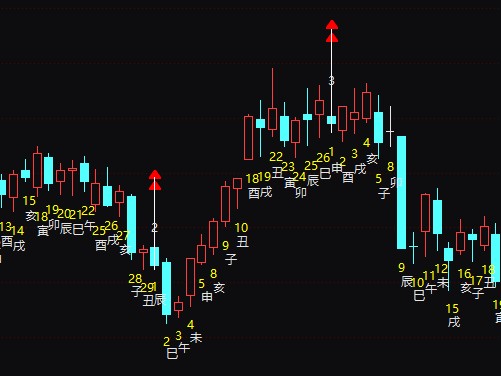 13
酉
14
戌
15
亥
18
寅
19
卯
20
辰
21
巳
22
午
25
酉
26
戌
27
亥
28
子
29
丑
2
1
辰
2
巳
3
午
4
未
5
申
8
亥
9
子
10
丑
18
酉
19
戌
22
丑
23
寅
24
卯
25
辰
26
巳
3
1
申
2
酉
3
戌
4
亥
5
子
8
卯
9
辰
10
巳
11
午
12
未
15
戌
16
亥
17
子
18
丑
寅